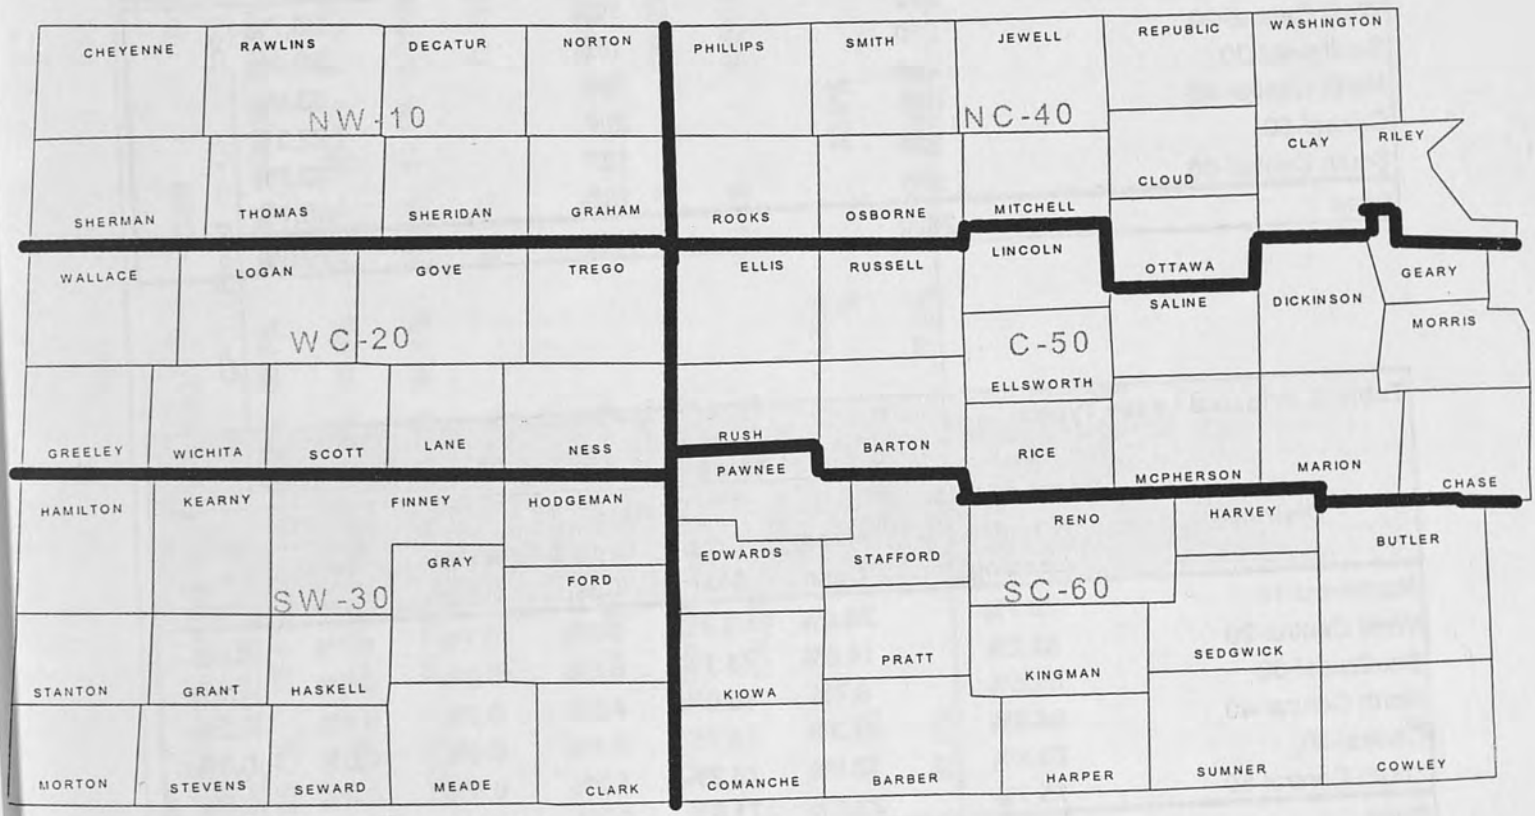 CHEYENNE RAWLINS DECATUR NORTON PHILLIPS SMITH JEWELL REPUBLIC WASHINGTON
NW-10 NC-40
CLAY RILEY
CLOUD
SHERMAN THOMAS SHERIDAN GRAHAM ROOKS OSBORNE MITCHELL
WALLACE LOGAN GOVE TREGO ELLIS RUSSELL LINCOLN OTTAWA GEARY
SALINE DICKINSON
MORRIS
WC-20 C-50
ELLSWORTH
GREELEY WICHITA SCOTT LANE NESS RUSH BARTON RICE MCPHERSON MARION CHASE
PAWNEE
HAMILTON KEARNY FINNEY HODGEMAN RENO HARVEY
BUTLER
GRAY EDWARDS STAFFORD
FORD
SW-30 SC-60
PRATT KINGMAN SEDGWICK
STANTON GRANT HASKELL KIOWA
MORTON STEVENS SEWARD MEADE CLARK COMANCHE BARBER HARPER SUMNER COWLEY